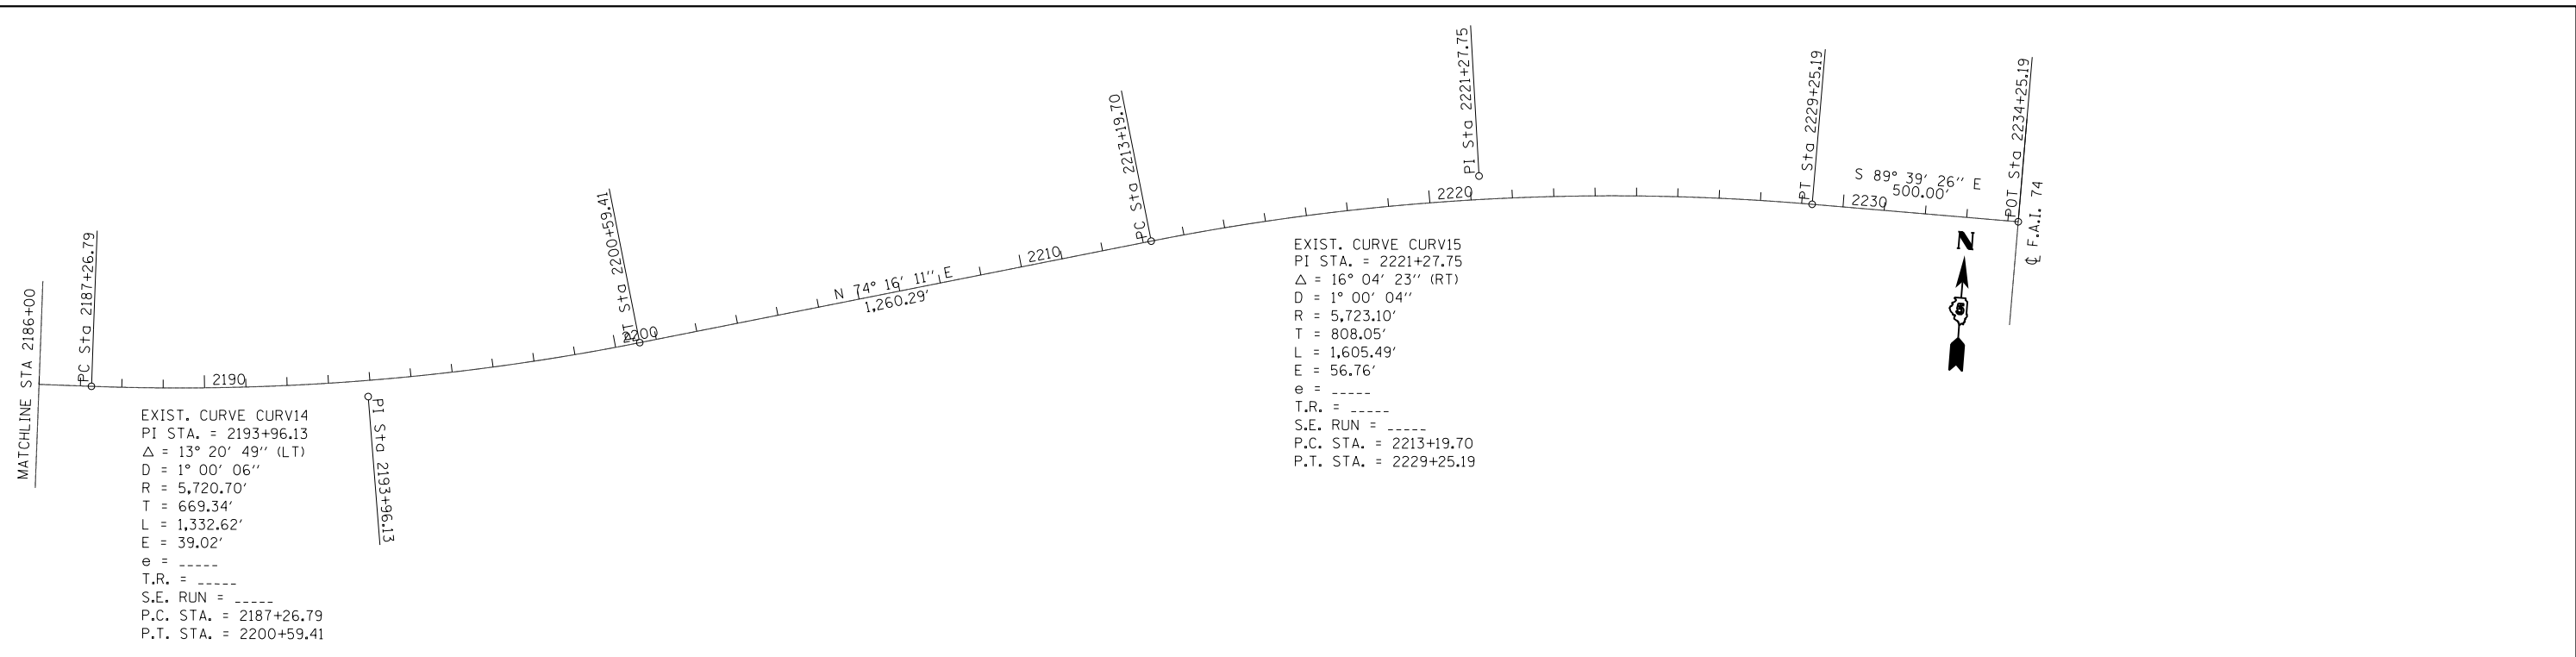 MATCHLINE STA 2186+00
PC Sta 2187+26.79
2190
PI Sta 2193+96.13
EXIST. CURVE CURV14
PI STA. = 2193+96.13
Δ = 13° 20' 49" (LT)
D = 1° 00' 06"
R = 5,720.70'
T = 669.34'
L = 1,332.62'
E = 39.02'
e = _____
T.R. = _____
S.E. RUN = _____
P.C. STA. = 2187+26.79
P.T. STA. = 2200+59.41
PT Sta 2200+59.41
2200
N 74° 16' 11" E
1,260.29'
2210
PC Sta 2213+19.70
EXIST. CURVE CURV15
PI STA. = 2221+27.75
Δ = 16° 04' 23" (RT)
D = 1° 00' 04"
R = 5,723.10'
T = 808.05'
L = 1,605.49'
E = 56.76'
e = _____
T.R. = _____
S.E. RUN = _____
P.C. STA. = 2213+19.70
P.T. STA. = 2229+25.19
2220
PI Sta 2221+27.75
PT Sta 2229+25.19
S 89° 39' 26" E
500.00'
2230
POT Sta 2234+25.19
℄ F.A.I. 74
N
5